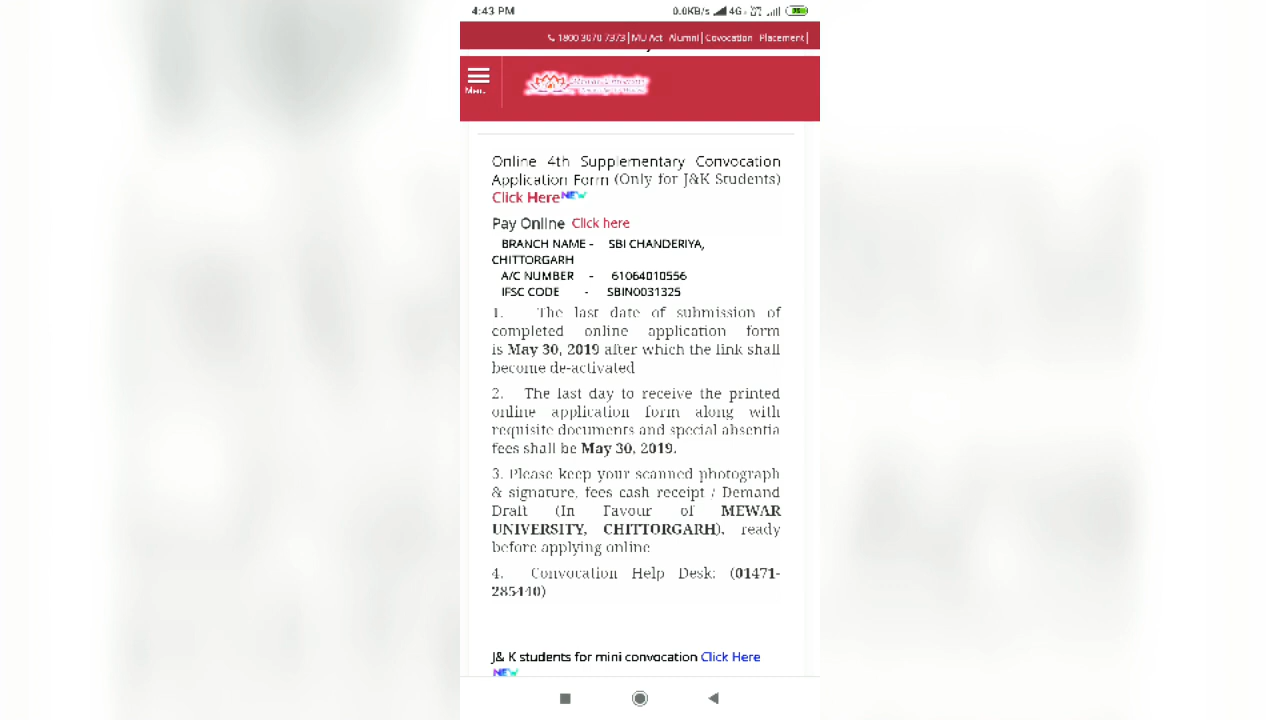 4:43 PM 0.0KB/s 4G+
1800 3070 7373 | MU Act Alumni | Covocation Placement |
Menu
Online 4th Supplementary Convocation
Application Form (Only for J&K Students)
Click Here NEW
Pay Online Click here
BRANCH NAME - SBI CHANDERIYA,
CHITTORGARH
A/C NUMBER - 61064010556
IFSC CODE - SBIN0031325
1. The last date of submission of
completed online application form
is May 30, 2019 after which the link shall
become de-activated
2. The last day to receive the printed
online application form along with
requisite documents and special absentia
fees shall be May 30, 2019.
3. Please keep your scanned photograph
& signature, fees cash receipt / Demand
Draft (In Favour of MEWAR
UNIVERSITY, CHITTORGARH), ready
before applying online
4. Convocation Help Desk: (01471-
285440)
J& K students for mini convocation Click Here
NEW